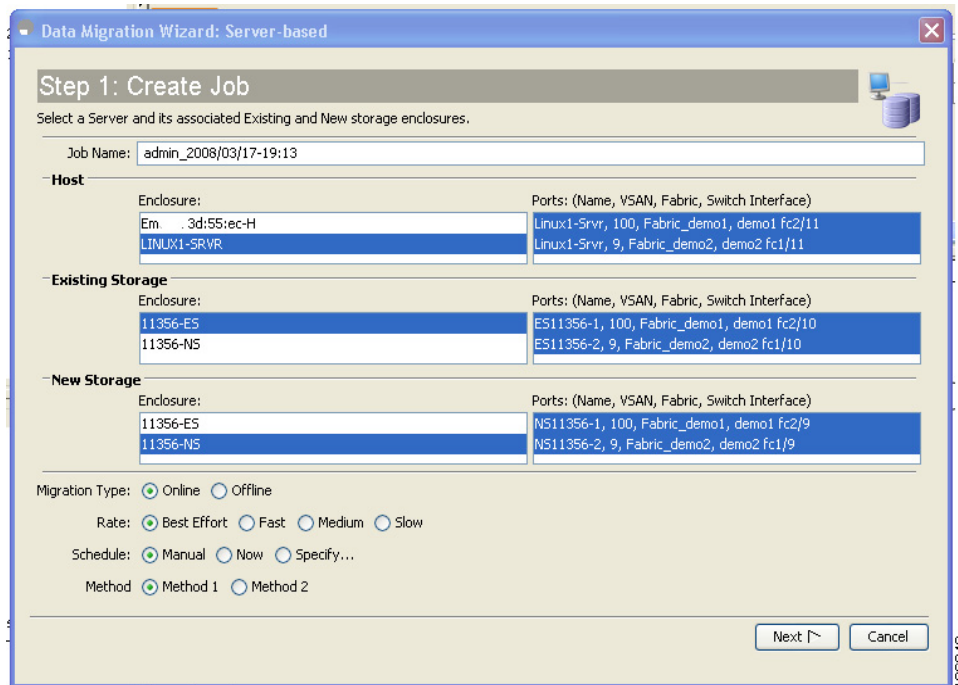 Data Migration Wizard: Server-based
Step 1: Create Job
Select a Server and its associated Existing and New storage enclosures.
Job Name: admin_2008/03/17-19:13
Host
Enclosure: Ports: (Name, VSAN, Fabric, Switch Interface)
Em. . 3d:55:ec-H Linux1-Srvr, 100, Fabric_demo1, demo1 fc2/11
LINUX1-SRVR Linux1-Srvr, 9, Fabric_demo2, demo2 fc1/11
Existing Storage
Enclosure: Ports: (Name, VSAN, Fabric, Switch Interface)
11356-ES ES11356-1, 100, Fabric_demo1, demo1 fc2/10
11356-NS ES11356-2, 9, Fabric_demo2, demo2 fc1/10
New Storage
Enclosure: Ports: (Name, VSAN, Fabric, Switch Interface)
11356-ES NS11356-1, 100, Fabric_demo1, demo1 fc2/9
11356-NS NS11356-2, 9, Fabric_demo2, demo2 fc1/9
Migration Type: Online Offline
Rate: Best Effort Fast Medium Slow
Schedule: Manual Now Specify...
Method Method 1 Method 2
Next Cancel